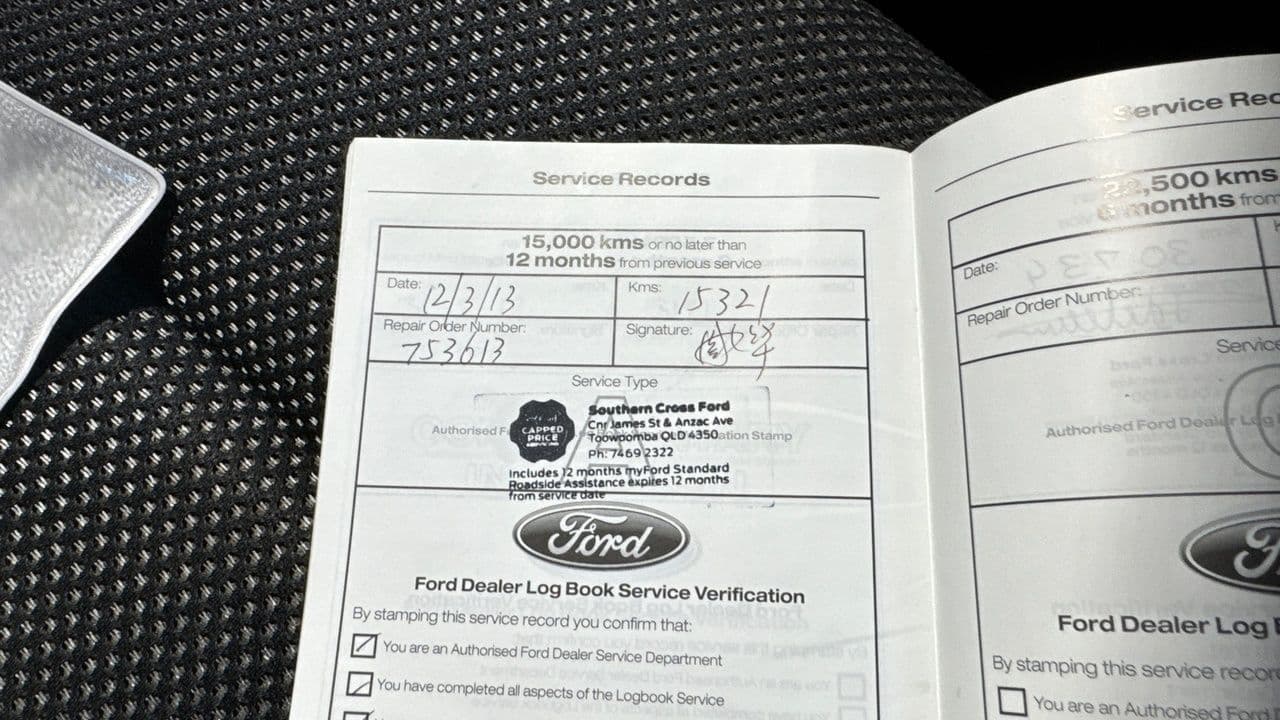 Service Records
15,000 kms or no later than
12 months from previous service
Date: 12/3/13
Kms: 15321
Repair Order Number:
753613
Signature:
Service Type
Authorised F
CAPPED
PRICE
Southern Cross Ford
Cnr James St & Anzac Ave
Toowoomba QLD 4350ation Stamp
Ph: 7469 2322
Includes 12 months myFord Standard
Roadside Assistance expires 12 months
from service date
Ford
Ford Dealer Log Book Service Verification
By stamping this service record you confirm that:
You are an Authorised Ford Dealer Service Department
You have completed all aspects of the Logbook Service
Service Rec
,500 kms
months from
Date:
Repair Order Number:
Service
Authorised Ford Dealer Log
Ford Dealer Log
By stamping this service recor
You are an Authorised Ford